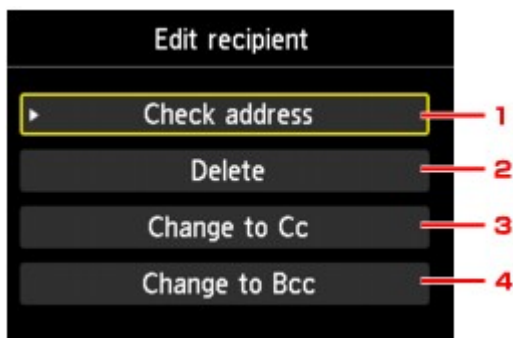 Edit recipient
Check address 1
Delete 2
Change to Cc 3
Change to Bcc 4